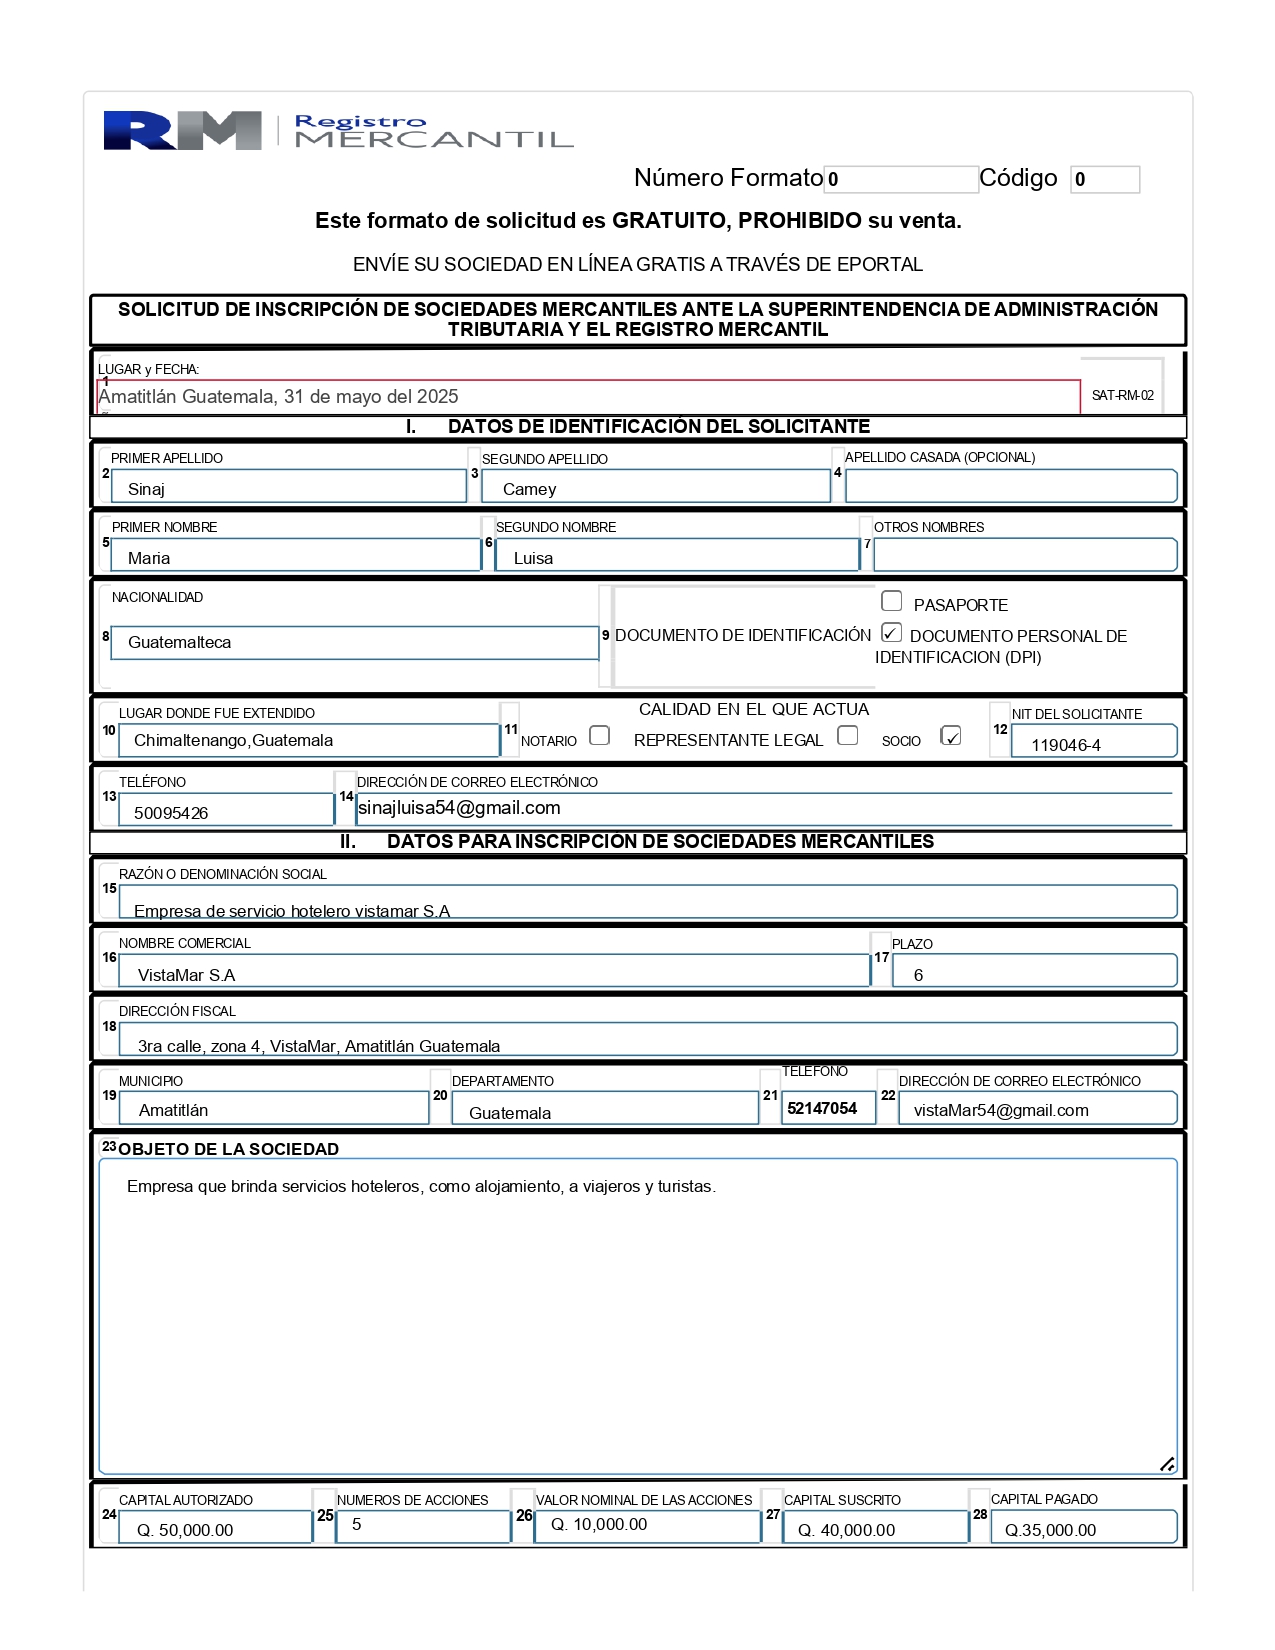 RM Registro MERCANTIL
Número Formato 0 Código 0
Este formato de solicitud es GRATUITO, PROHIBIDO su venta.
ENVÍE SU SOCIEDAD EN LÍNEA GRATIS A TRAVÉS DE EPORTAL
SOLICITUD DE INSCRIPCIÓN DE SOCIEDADES MERCANTILES ANTE LA SUPERINTENDENCIA DE ADMINISTRACIÓN
TRIBUTARIA Y EL REGISTRO MERCANTIL
LUGAR y FECHA:
1
Amatitlán Guatemala, 31 de mayo del 2025
SAT-RM-02
I. DATOS DE IDENTIFICACIÓN DEL SOLICITANTE
2 PRIMER APELLIDO
Sinaj
3 SEGUNDO APELLIDO
Camey
4 APELLIDO CASADA (OPCIONAL)
5 PRIMER NOMBRE
Maria
6 SEGUNDO NOMBRE
Luisa
7 OTROS NOMBRES
8 NACIONALIDAD
Guatemalteca
9 DOCUMENTO DE IDENTIFICACIÓN
PASAPORTE
✓ DOCUMENTO PERSONAL DE
IDENTIFICACION (DPI)
10 LUGAR DONDE FUE EXTENDIDO
Chimaltenango,Guatemala
11 CALIDAD EN EL QUE ACTUA
NOTARIO REPRESENTANTE LEGAL SOCIO ✓
12 NIT DEL SOLICITANTE
119046-4
13 TELÉFONO
50095426
14 DIRECCIÓN DE CORREO ELECTRÓNICO
sinajluisa54@gmail.com
II. DATOS PARA INSCRIPCION DE SOCIEDADES MERCANTILES
15 RAZÓN O DENOMINACIÓN SOCIAL
Empresa de servicio hotelero vistamar S.A
16 NOMBRE COMERCIAL
VistaMar S.A
17 PLAZO
6
18 DIRECCIÓN FISCAL
3ra calle, zona 4, VistaMar, Amatitlán Guatemala
19 MUNICIPIO
Amatitlán
20 DEPARTAMENTO
Guatemala
21 TELEFONO
52147054
22 DIRECCIÓN DE CORREO ELECTRÓNICO
vistaMar54@gmail.com
23 OBJETO DE LA SOCIEDAD
Empresa que brinda servicios hoteleros, como alojamiento, a viajeros y turistas.
24 CAPITAL AUTORIZADO
Q. 50,000.00
25 NUMEROS DE ACCIONES
5
26 VALOR NOMINAL DE LAS ACCIONES
Q. 10,000.00
27 CAPITAL SUSCRITO
Q. 40,000.00
28 CAPITAL PAGADO
Q.35,000.00